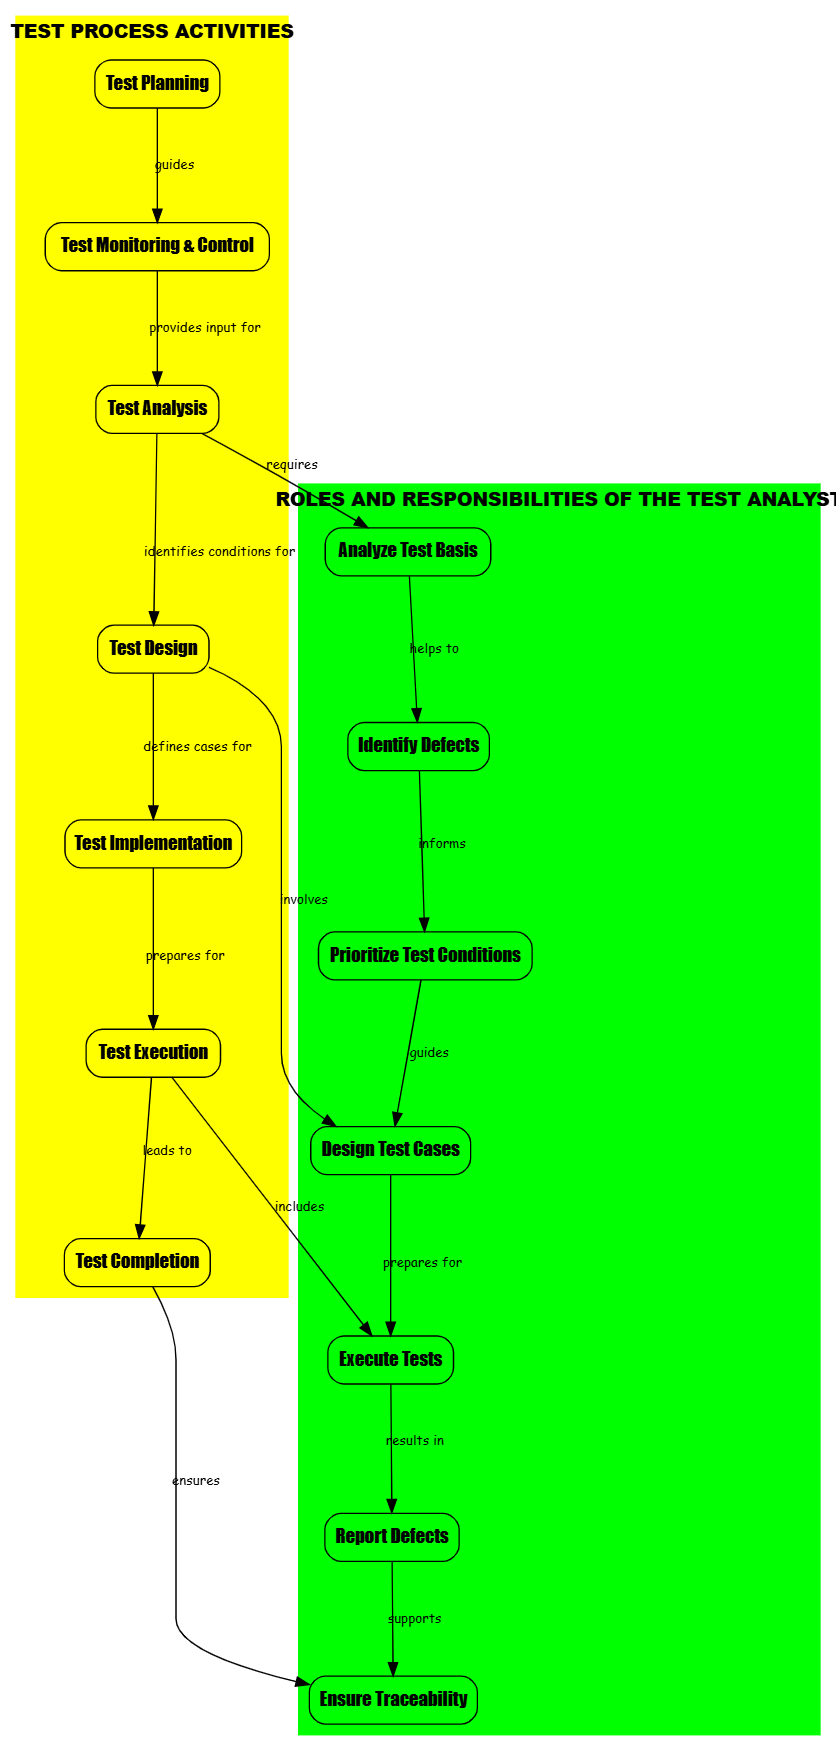 TEST PROCESS ACTIVITIES
Test Planning
guides
Test Monitoring & Control
provides input for
Test Analysis
requires
ROLES AND RESPONSIBILITIES OF THE TEST ANALYST
Analyze Test Basis
identifies conditions for
Test Design
helps to
Identify Defects
defines cases for
Test Implementation
informs
involves
Prioritize Test Conditions
prepares for
Test Execution
guides
Design Test Cases
leads to
includes
Test Completion
prepares for
Execute Tests
results in
ensures
Report Defects
supports
Ensure Traceability